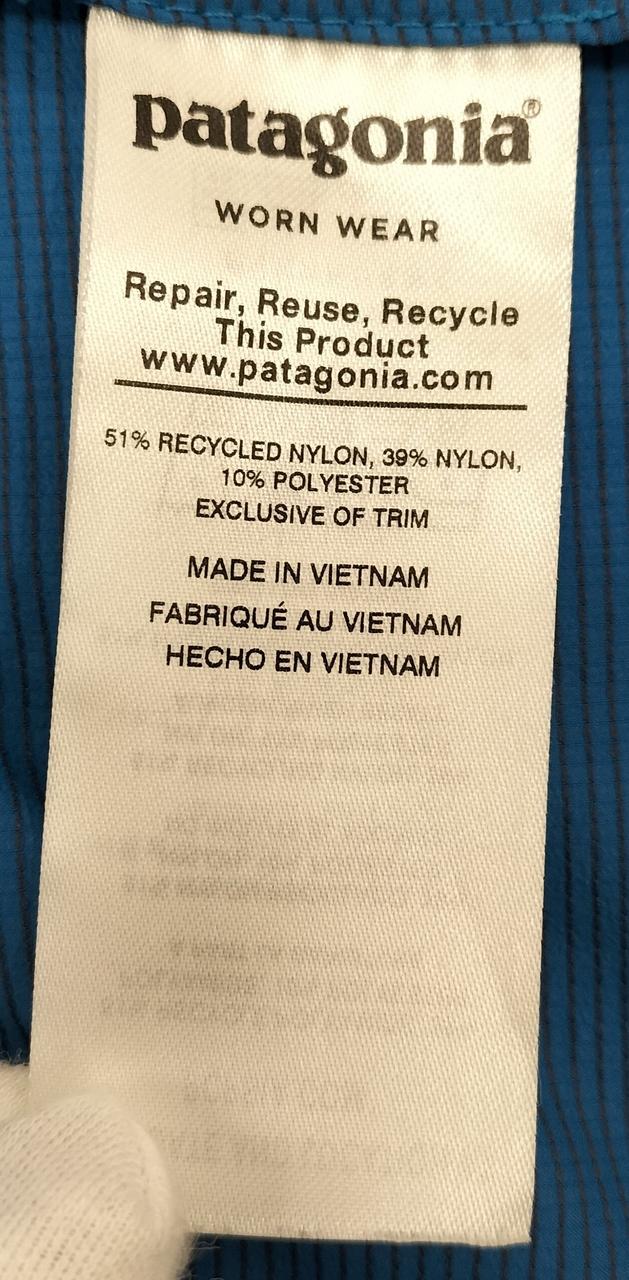 patagonia®
WORN WEAR
Repair, Reuse, Recycle
This Product
www.patagonia.com
51% RECYCLED NYLON, 39% NYLON,
10% POLYESTER
EXCLUSIVE OF TRIM
MADE IN VIETNAM
FABRIQUÉ AU VIETNAM
HECHO EN VIETNAM